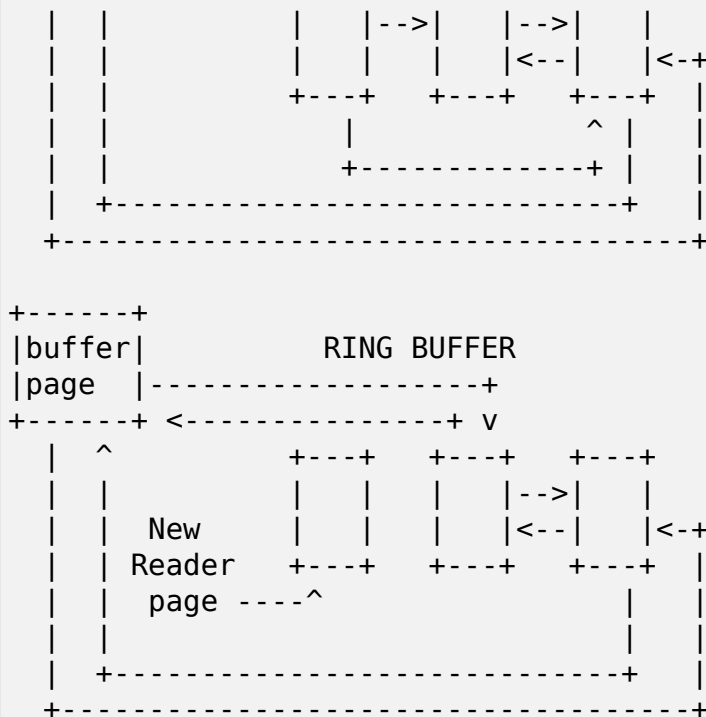 |  |          |   |-->|   |-->|   |
  |  |          |   |   |   |<--|   |<-+
  |  |          +---+   +---+   +---+  |
  |  |             |             ^ |   |
  |  |             +-------------+ |   |
  |  +-----------------------------+   |
  +------------------------------------+

+------+
|buffer|          RING BUFFER
|page  |-------------------+
+------+ <---------------+ v
  |  ^          +---+   +---+   +---+
  |  |          |   |   |   |-->|   |
  |  |  New     |   |   |   |<--|   |<-+
  |  | Reader   +---+   +---+   +---+  |
  |  |  page ----^                 |   |
  |  |                             |   |
  |  +-----------------------------+   |
  +------------------------------------+